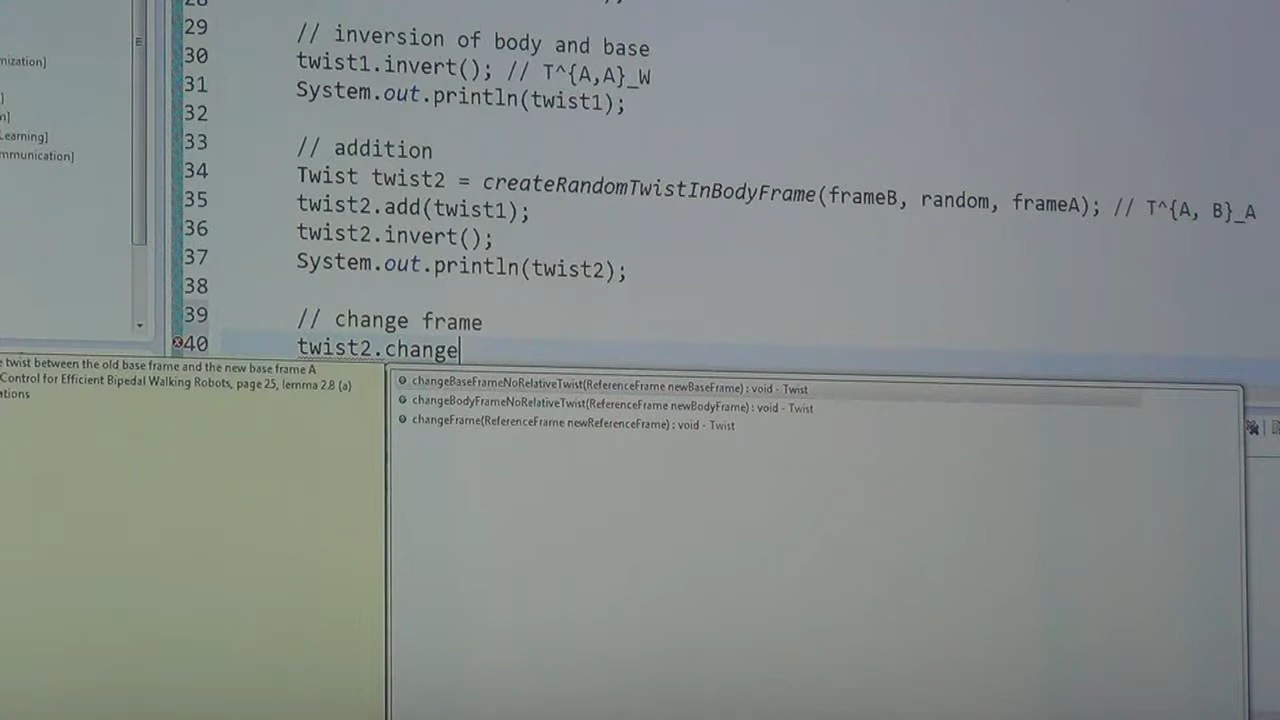 mization]
]
n]
Learning]
mmunication]
29 // inversion of body and base
30 twist1.invert(); // T^{A,A}_W
31 System.out.println(twist1);
32
33 // addition
34 Twist twist2 = createRandomTwistInBodyFrame(frameB, random, frameA); // T^{A, B}_A
35 twist2.add(twist1);
36 twist2.invert();
37 System.out.println(twist2);
38
39 // change frame
40 twist2.change
e twist between the old base frame and the new base frame A
Control for Efficient Bipedal Walking Robots, page 25, lemma 2.8 (a)
ations
changeBaseFrameNoRelativeTwist(ReferenceFrame newBaseFrame) : void - Twist
changeBodyFrameNoRelativeTwist(ReferenceFrame newBodyFrame) : void - Twist
changeFrame(ReferenceFrame newReferenceFrame) : void - Twist